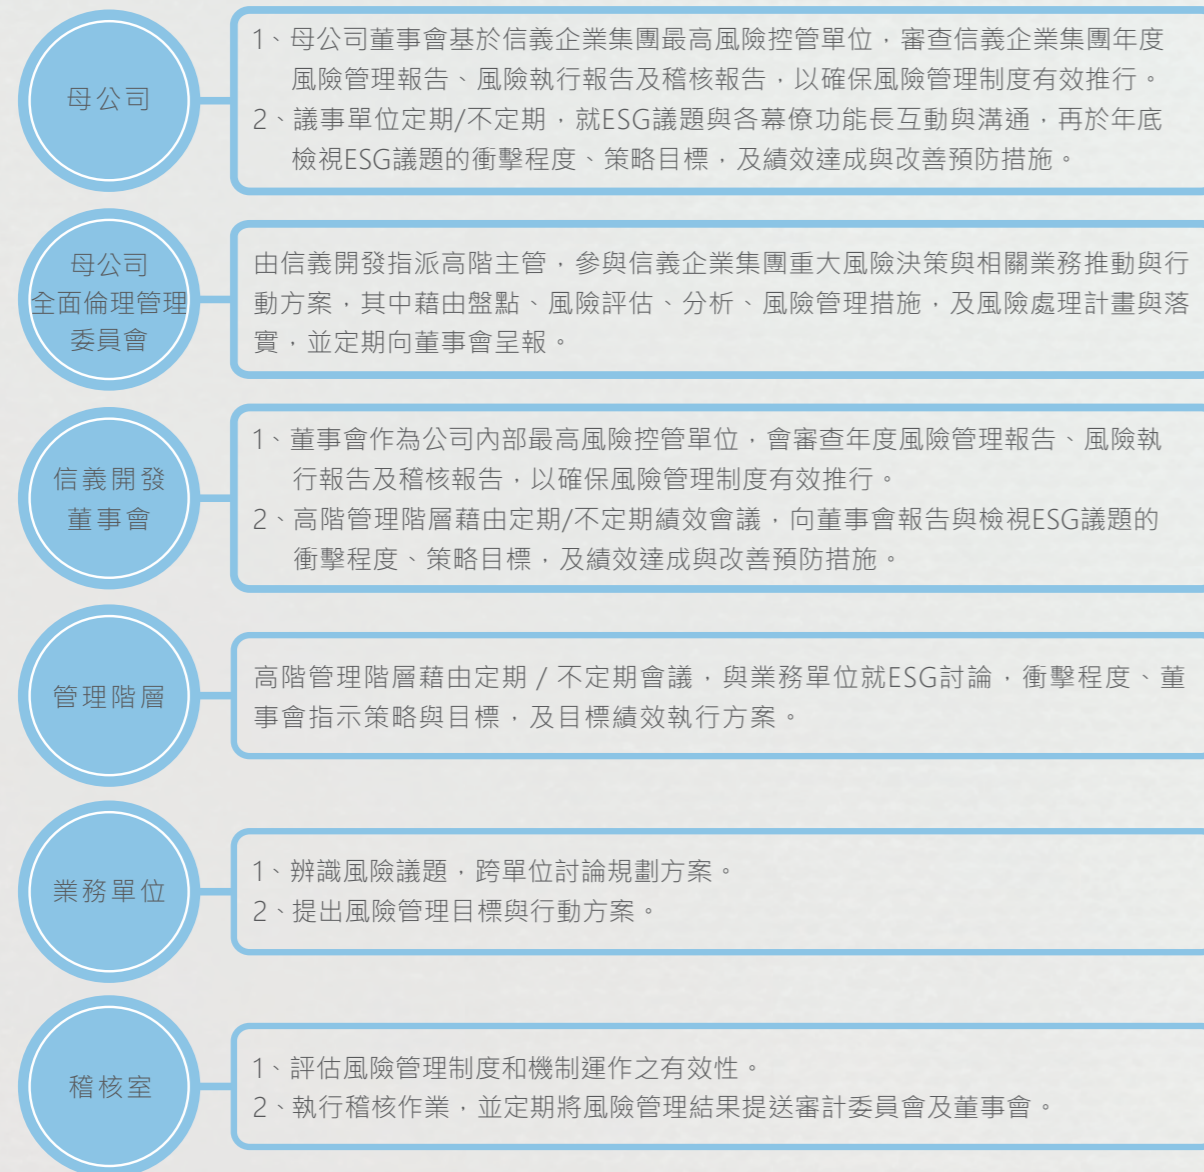 母公司
1、母公司董事會基於信義企業集團最高風險控管單位，審查信義企業集團年度
風險管理報告、風險執行報告及稽核報告，以確保風險管理制度有效推行。
2、議事單位定期/不定期，就ESG議題與各幕僚功能長互動與溝通，再於年底
檢視ESG議題的衝擊程度、策略目標，及績效達成與改善預防措施。
母公司
全面倫理管理
委員會
由信義開發指派高階主管，參與信義企業集團重大風險決策與相關業務推動與行
動方案，其中藉由盤點、風險評估、分析、風險管理措施，及風險處理計畫與落
實，並定期向董事會呈報。
信義開發
董事會
1、董事會作為公司內部最高風險控管單位，會審查年度風險管理報告、風險執
行報告及稽核報告，以確保風險管理制度有效推行。
2、高階管理階層藉由定期/不定期績效會議，向董事會報告與檢視ESG議題的
衝擊程度、策略目標，及績效達成與改善預防措施。
管理階層
高階管理階層藉由定期 / 不定期會議，與業務單位就ESG討論，衝擊程度、董
事會指示策略與目標，及目標績效執行方案。
業務單位
1、辨識風險議題，跨單位討論規劃方案。
2、提出風險管理目標與行動方案。
稽核室
1、評估風險管理制度和機制運作之有效性。
2、執行稽核作業，並定期將風險管理結果提送審計委員會及董事會。